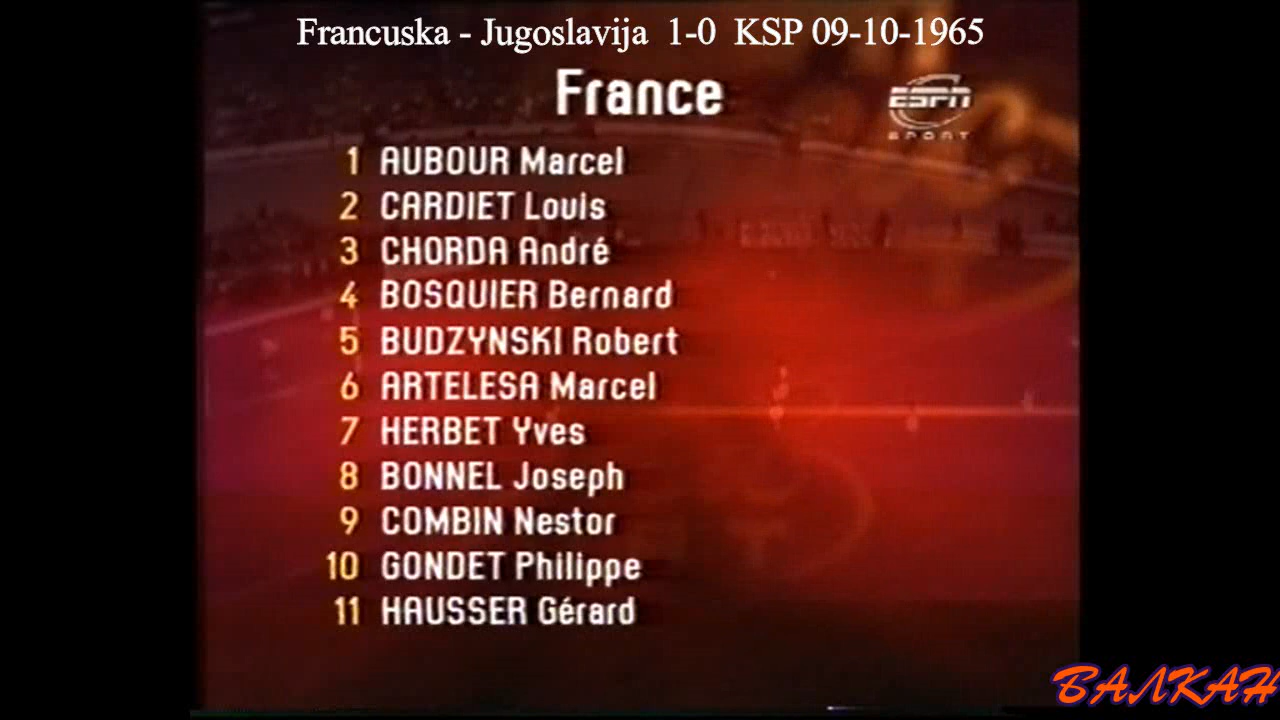 Francuska - Jugoslavija 1-0 KSP 09-10-1965
France
ESPN
SPORT
1 AUBOUR Marcel
2 CARDIET Louis
3 CHORDA André
4 BOSQUIER Bernard
5 BUDZYNSKI Robert
6 ARTELESA Marcel
7 HERBET Yves
8 BONNEL Joseph
9 COMBIN Nestor
10 GONDET Philippe
11 HAUSSER Gérard
ВАЛКАН